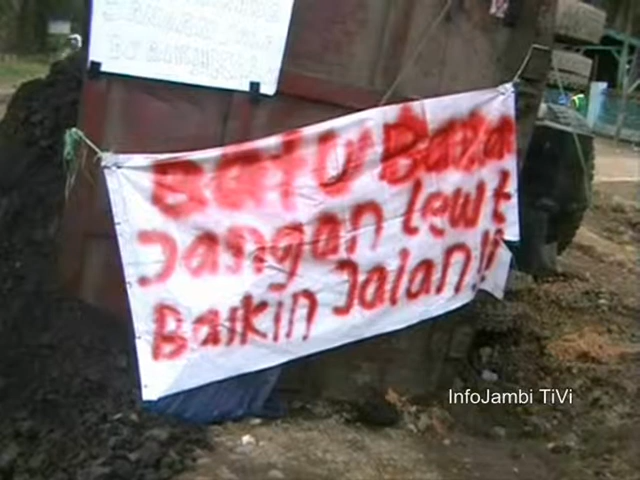 BatU BaRa
Jangan lewt
Baikin Jalan!!
InfoJambi TiVi